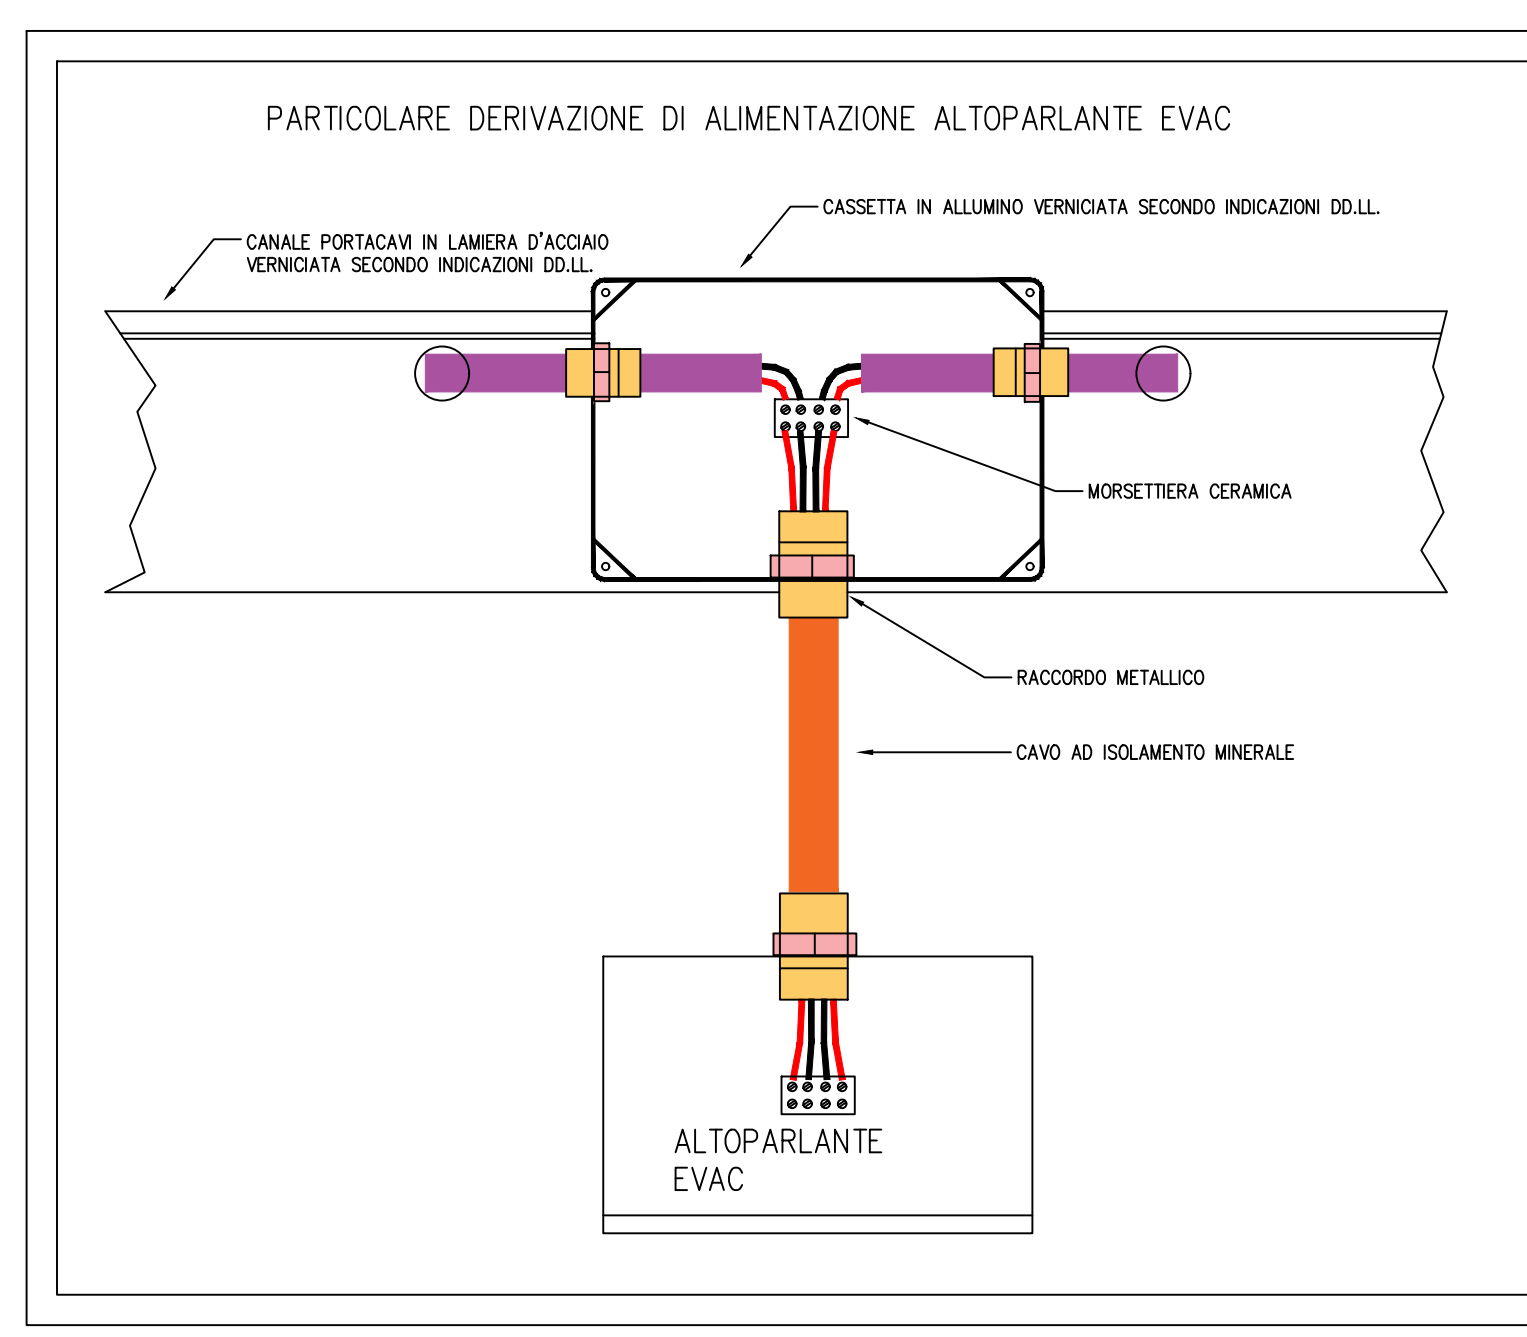 PARTICOLARE DERIVAZIONE DI ALIMENTAZIONE ALTOPARLANTE EVAC
CASSETTA IN ALLUMINO VERNICIATA SECONDO INDICAZIONI DD.LL.
CANALE PORTACAVI IN LAMIERA D'ACCIAIO
VERNICIATA SECONDO INDICAZIONI DD.LL.
MORSETTIERA CERAMICA
RACCORDO METALLICO
CAVO AD ISOLAMENTO MINERALE
ALTOPARLANTE
EVAC